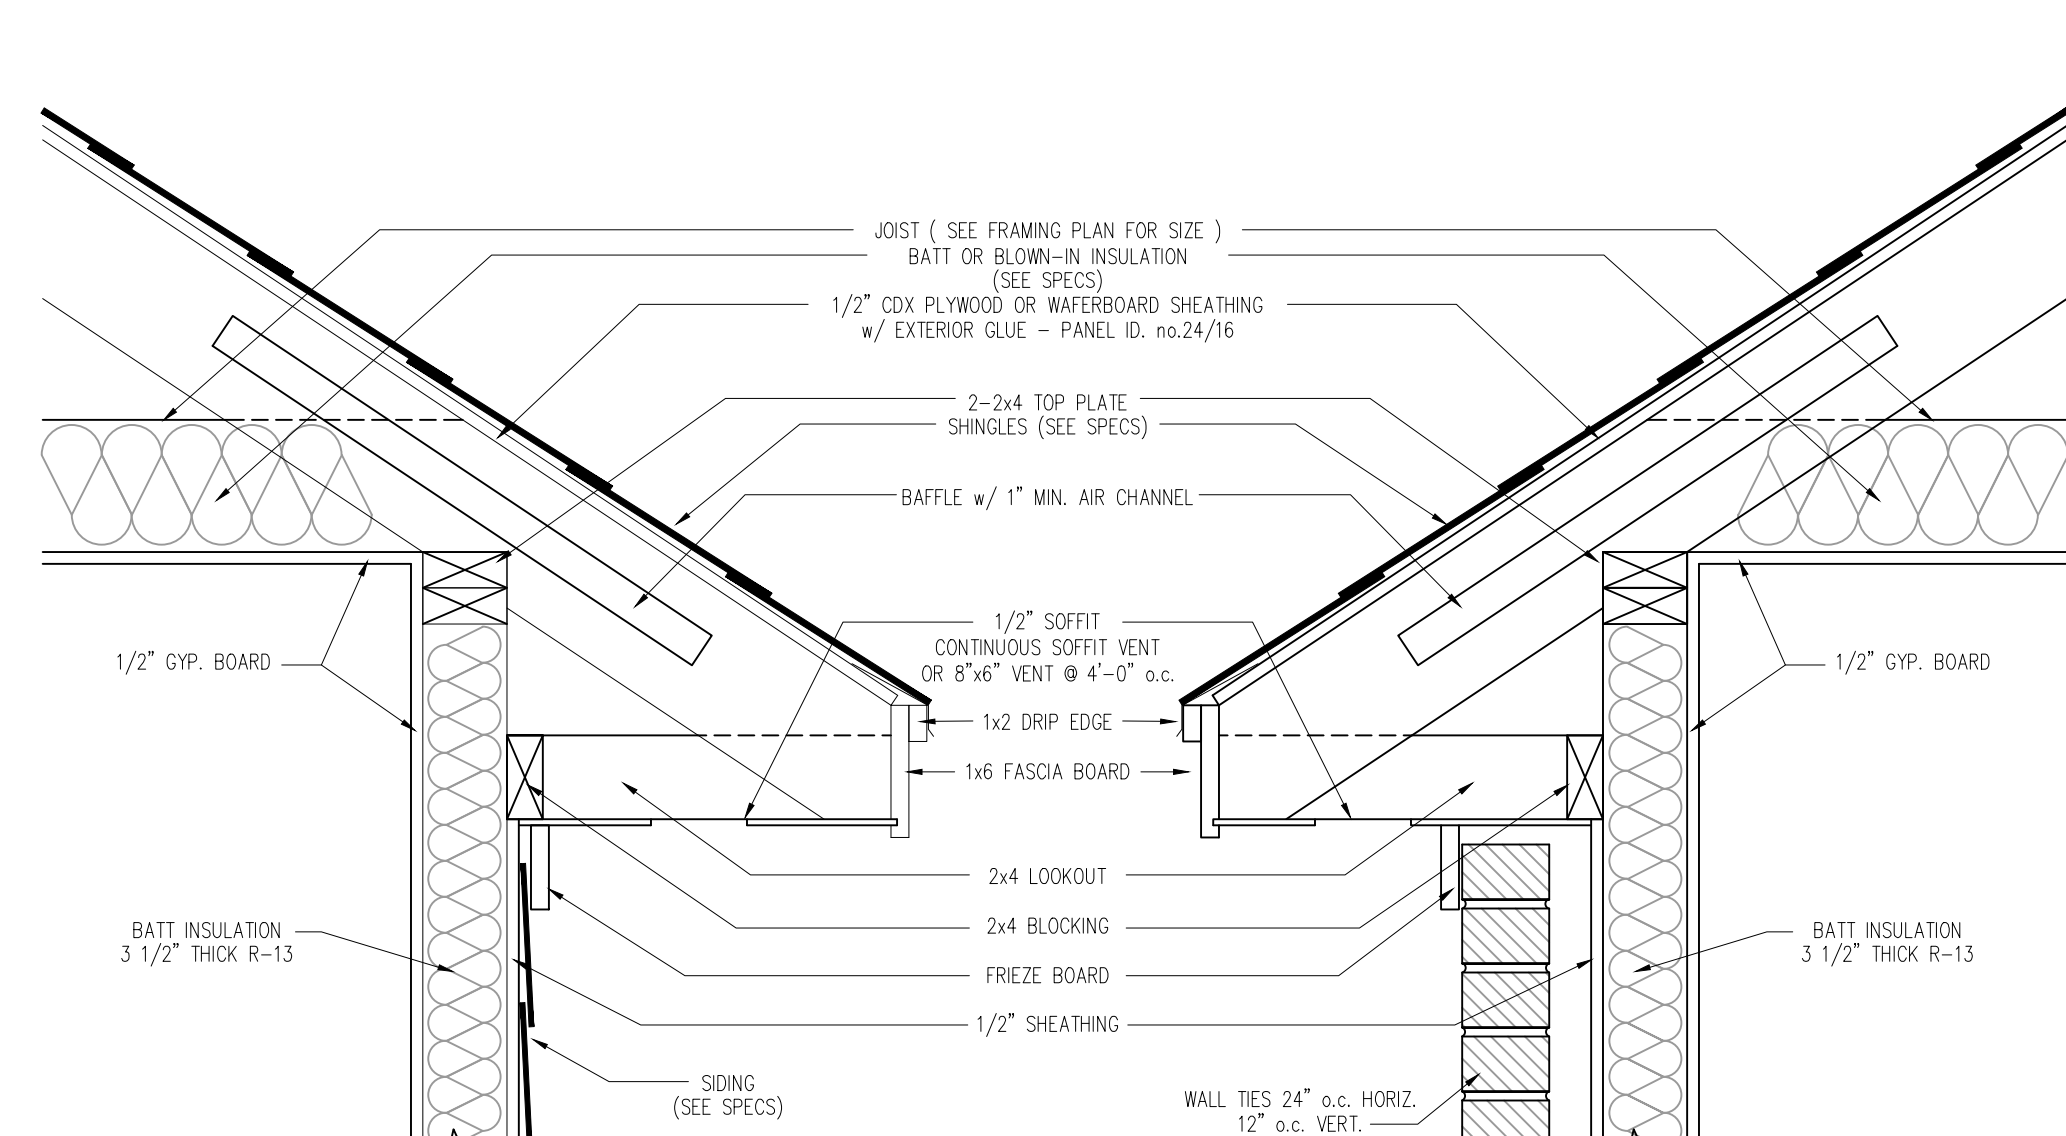 JOIST ( SEE FRAMING PLAN FOR SIZE )
BATT OR BLOWN-IN INSULATION
(SEE SPECS)
1/2" CDX PLYWOOD OR WAFERBOARD SHEATHING
w/ EXTERIOR GLUE - PANEL ID. no.24/16
2-2x4 TOP PLATE
SHINGLES (SEE SPECS)
BAFFLE w/ 1" MIN. AIR CHANNEL
1/2" SOFFIT
CONTINUOUS SOFFIT VENT
OR 8"x6" VENT @ 4'-0" o.c.
1/2" GYP. BOARD
1/2" GYP. BOARD
1x2 DRIP EDGE
1x6 FASCIA BOARD
2x4 LOOKOUT
2x4 BLOCKING
BATT INSULATION
3 1/2" THICK R-13
BATT INSULATION
3 1/2" THICK R-13
FRIEZE BOARD
1/2" SHEATHING
SIDING
(SEE SPECS)
WALL TIES 24" o.c. HORIZ.
12" o.c. VERT.